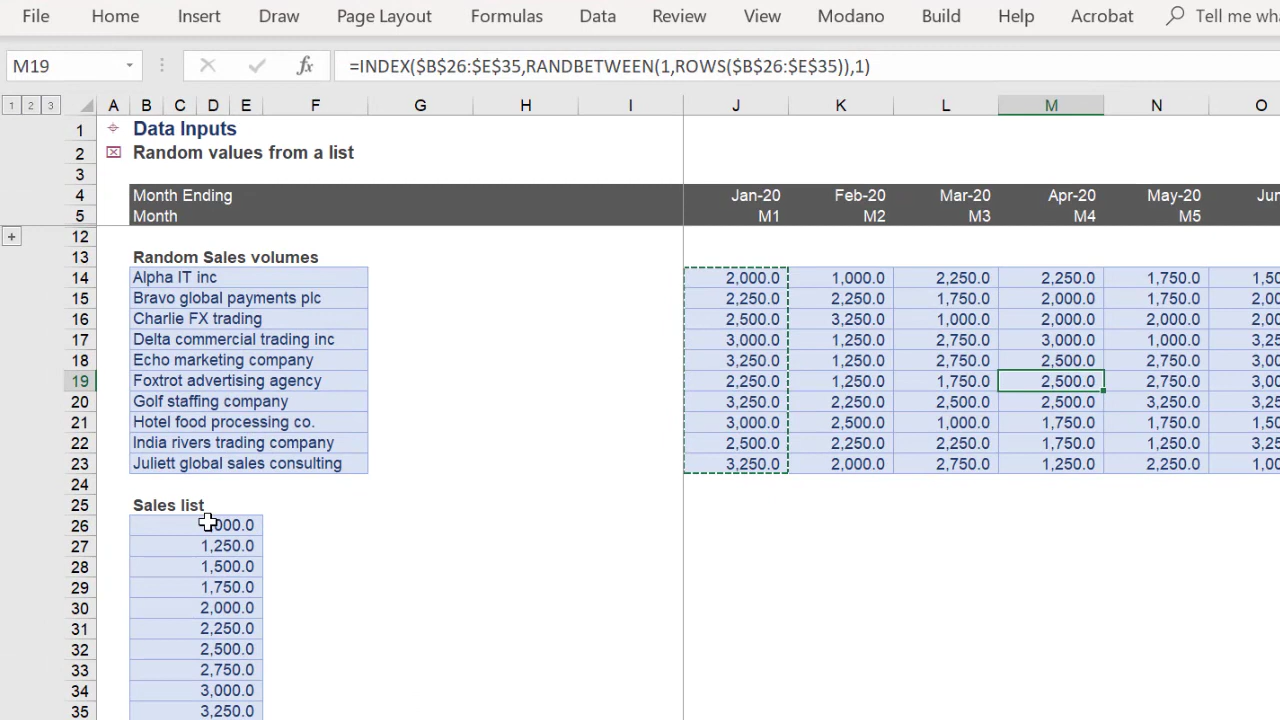 File Home Insert Draw Page Layout Formulas Data Review View Modano Build Help Acrobat Tell me
M19 fx =INDEX($B$26:$E$35,RANDBETWEEN(1,ROWS($B$26:$E$35)),1)
1 2 3 A B C D E F G H I J K L M N O
1 Data Inputs
2 Random values from a list
3
4 Month Ending Jan-20 Feb-20 Mar-20 Apr-20 May-20
5 Month M1 M2 M3 M4 M5
12
13 Random Sales volumes
14 Alpha IT inc 2,000.0 1,000.0 2,250.0 2,250.0 1,750.0
15 Bravo global payments plc 2,250.0 2,250.0 1,750.0 2,000.0 1,750.0
16 Charlie FX trading 2,500.0 3,250.0 1,000.0 2,000.0 2,000.0
17 Delta commercial trading inc 3,000.0 1,250.0 2,750.0 3,000.0 1,000.0
18 Echo marketing company 3,250.0 1,250.0 2,750.0 2,500.0 2,750.0
19 Foxtrot advertising agency 2,250.0 1,250.0 1,750.0 2,500.0 2,750.0
20 Golf staffing company 3,250.0 2,250.0 2,500.0 2,500.0 3,250.0
21 Hotel food processing co. 3,000.0 2,500.0 1,000.0 1,750.0 1,750.0
22 India rivers trading company 2,500.0 2,250.0 2,250.0 1,750.0 1,250.0
23 Juliett global sales consulting 3,250.0 2,000.0 2,750.0 1,250.0 2,250.0
24
25 Sales list
26
27 1,250.0
28 1,500.0
29 1,750.0
30 2,000.0
31 2,250.0
32 2,500.0
33 2,750.0
34 3,000.0
35 3,250.0